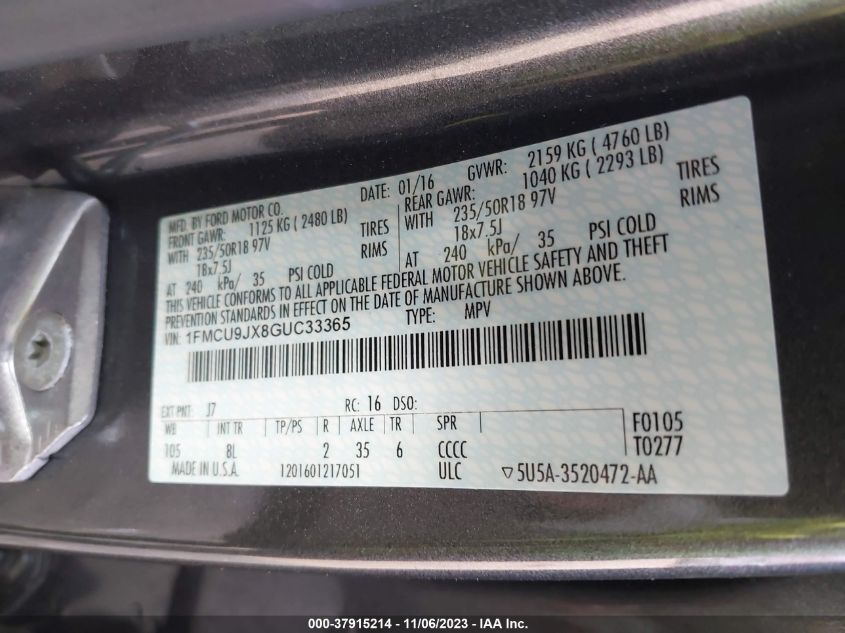 MFD. BY FORD MOTOR CO. DATE: 01/16 GVWR: 2159 KG ( 4760 LB)
FRONT GAWR: 1125 KG ( 2480 LB) REAR GAWR: 1040 KG ( 2293 LB)
WITH 235/50R18 97V TIRES WITH 235/50R18 97V TIRES
18x7.5J RIMS 18x7.5J RIMS
AT 240 kPa/ 35 PSI COLD AT 240 kPa/ 35 PSI COLD
THIS VEHICLE CONFORMS TO ALL APPLICABLE FEDERAL MOTOR VEHICLE SAFETY AND THEFT
PREVENTION STANDARDS IN EFFECT ON THE DATE OF MANUFACTURE SHOWN ABOVE.
VIN: 1FMCU9JX8GUC33365 TYPE: MPV
EXT PNT: J7 RC: 16 DSO:
WB INT TR TP/PS R AXLE TR SPR F0105
105 8L 2 35 6 CCCC T0277
MADE IN U.S.A. 1201601217051 ULC ▽5U5A-3520472-AA
000-37915214 - 11/06/2023 - IAA Inc.